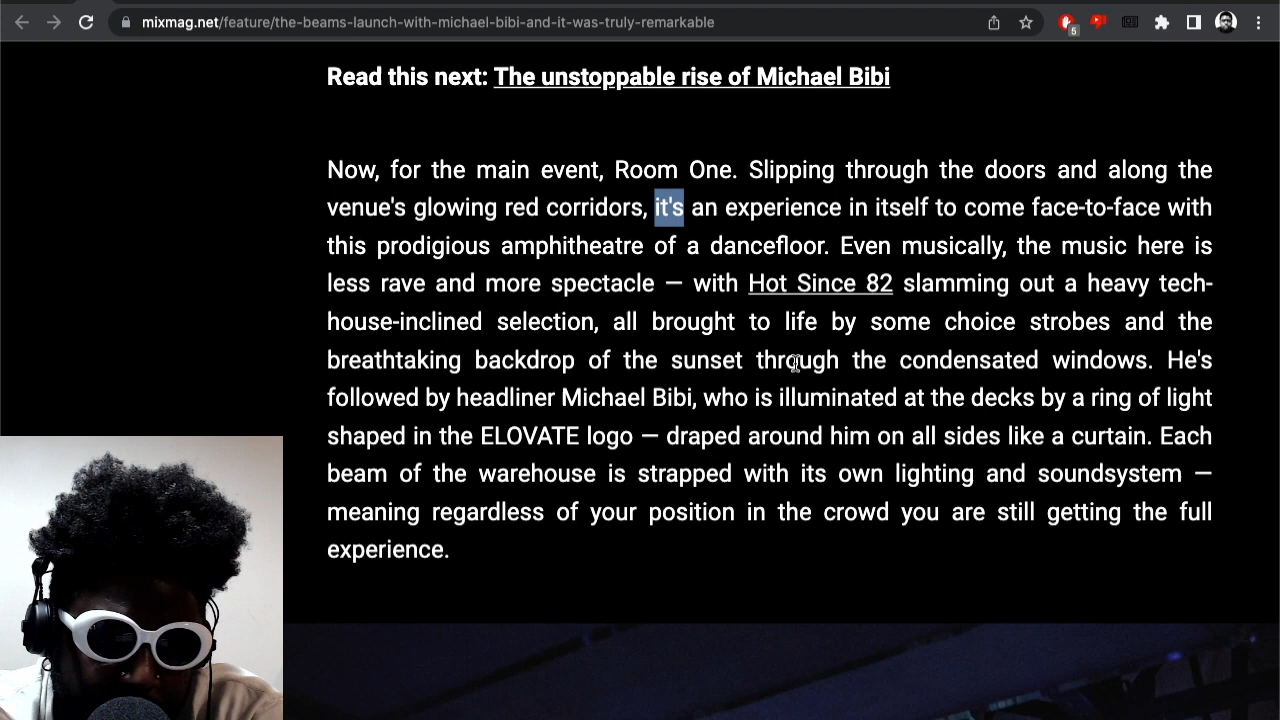 mixmag.net/feature/the-beams-launch-with-michael-bibi-and-it-was-truly-remarkable
5
Read this next: The unstoppable rise of Michael Bibi
Now, for the main event, Room One. Slipping through the doors and along the
venue's glowing red corridors, it's an experience in itself to come face-to-face with
this prodigious amphitheatre of a dancefloor. Even musically, the music here is
less rave and more spectacle — with Hot Since 82 slamming out a heavy tech-
house-inclined selection, all brought to life by some choice strobes and the
breathtaking backdrop of the sunset through the condensated windows. He's
followed by headliner Michael Bibi, who is illuminated at the decks by a ring of light
shaped in the ELOVATE logo — draped around him on all sides like a curtain. Each
beam of the warehouse is strapped with its own lighting and soundsystem —
meaning regardless of your position in the crowd you are still getting the full
experience.